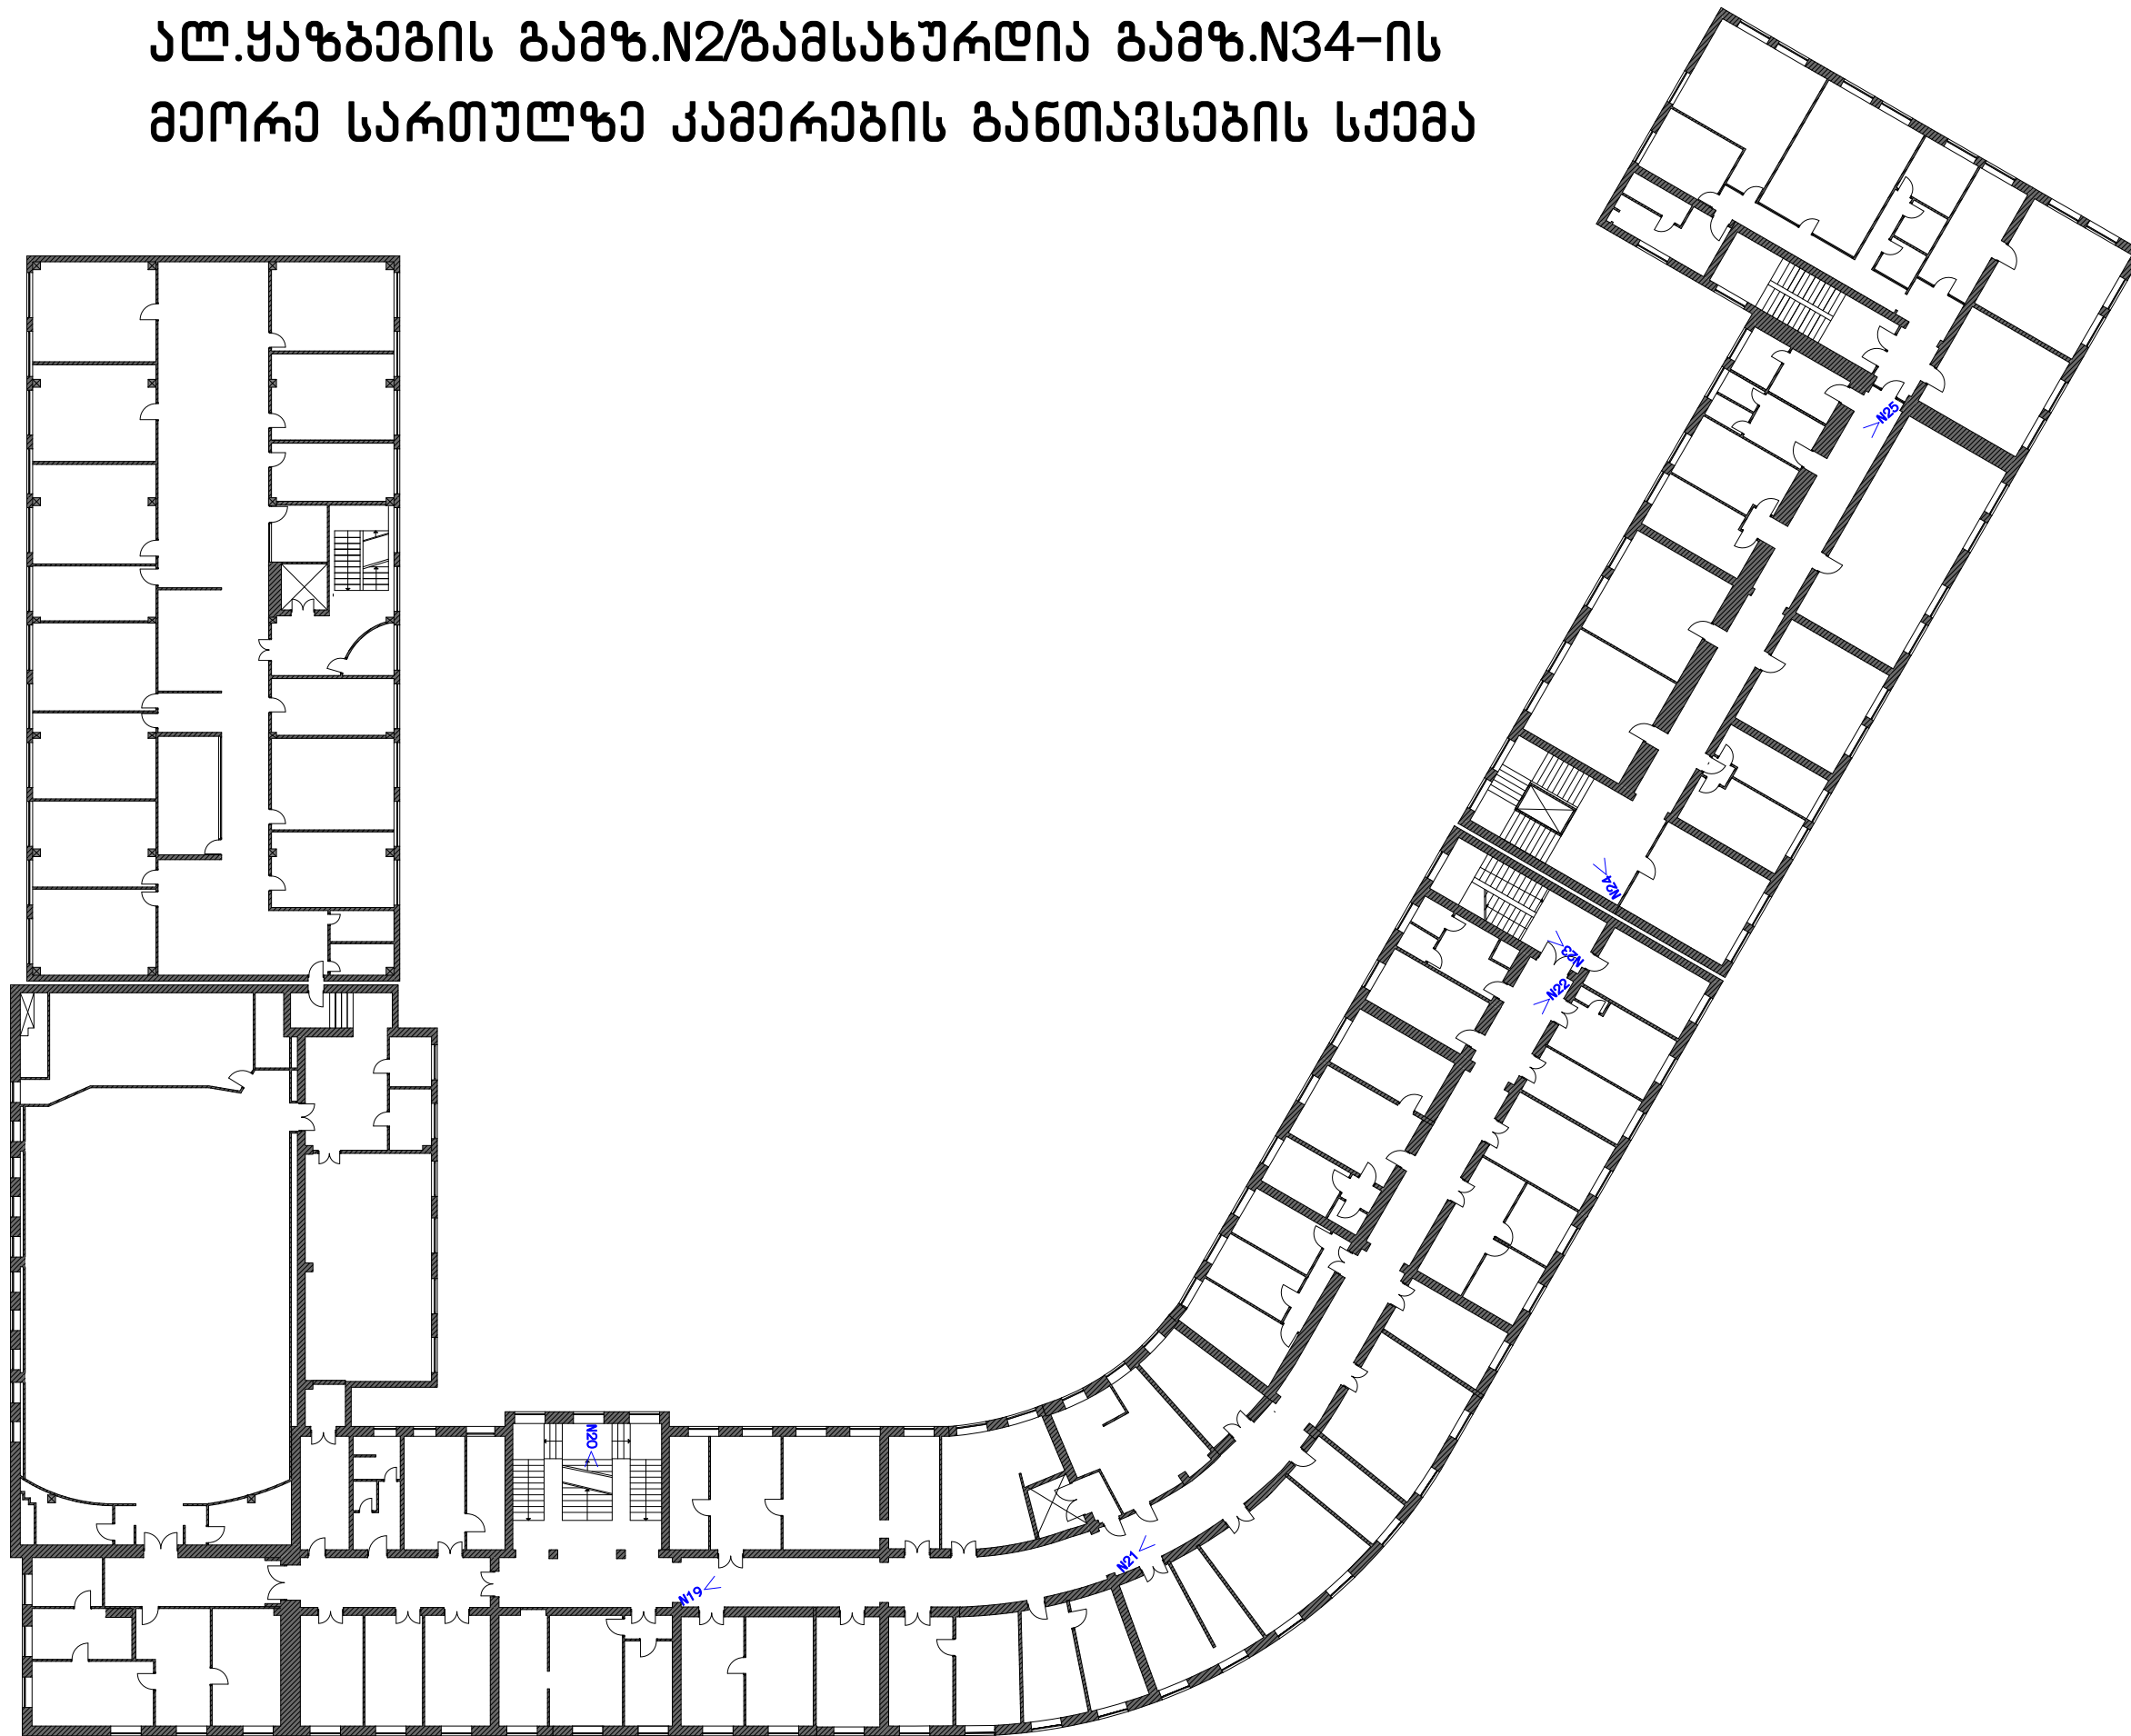 ალ.ყაზბეგის გამზ.N2/გამსახურდია გამზ.N34-ის
მეორე სართულზე კამერების განთავსების სქემა
N25
N24
N23
N22
N20
N21
N19